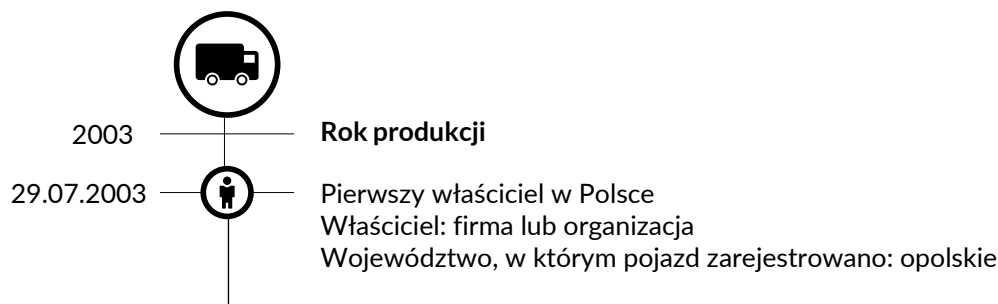 2003 Rok produkcji
29.07.2003 Pierwszy właściciel w Polsce
Właściciel: firma lub organizacja
Województwo, w którym pojazd zarejestrowano: opolskie